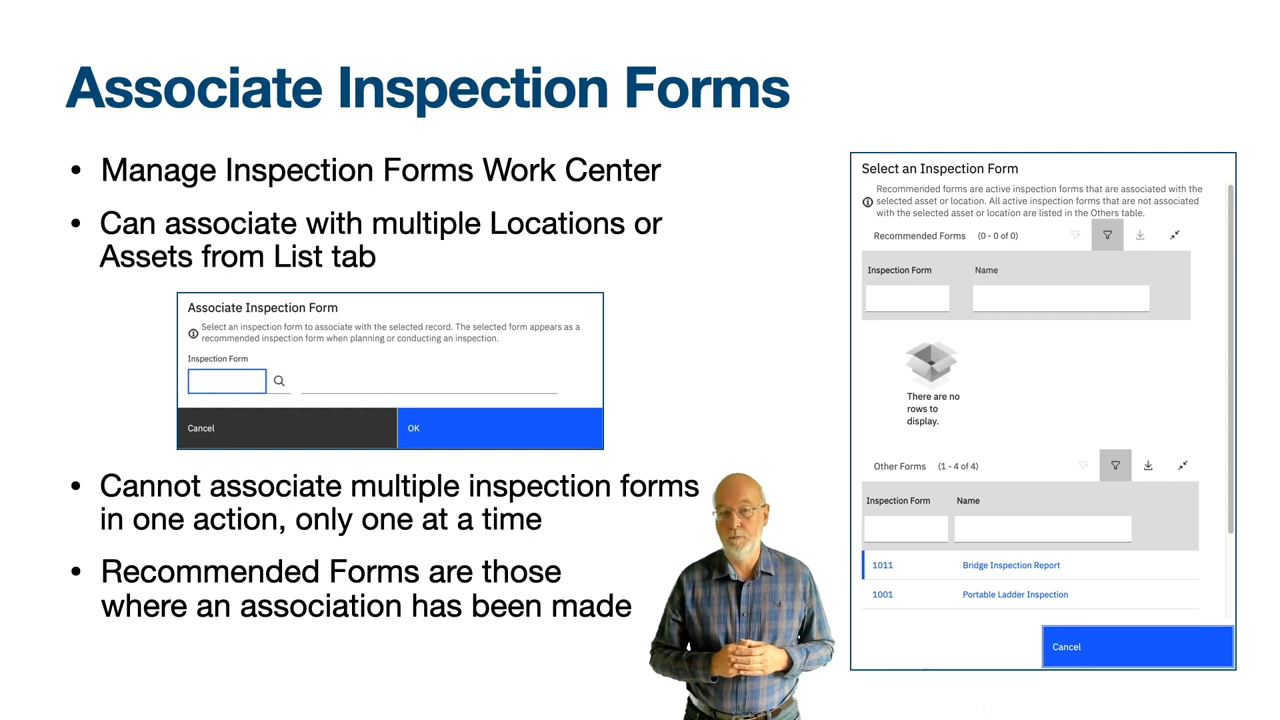 Associate Inspection Forms
• Manage Inspection Forms Work Center
• Can associate with multiple Locations or
Assets from List tab
Associate Inspection Form
Select an inspection form to associate with the selected record. The selected form appears as a
recommended inspection form when planning or conducting an inspection.
Inspection Form
Cancel
OK
• Cannot associate multiple inspection forms
in one action, only one at a time
• Recommended Forms are those
where an association has been made
Select an Inspection Form
Recommended forms are active inspection forms that are associated with the
selected asset or location. All active inspection forms that are not associated
with the selected asset or location are listed in the Others table.
Recommended Forms (0 - 0 of 0)
Inspection Form Name
There are no
rows to
display.
Other Forms (1 - 4 of 4)
Inspection Form Name
1011 Bridge Inspection Report
1001 Portable Ladder Inspection
Cancel